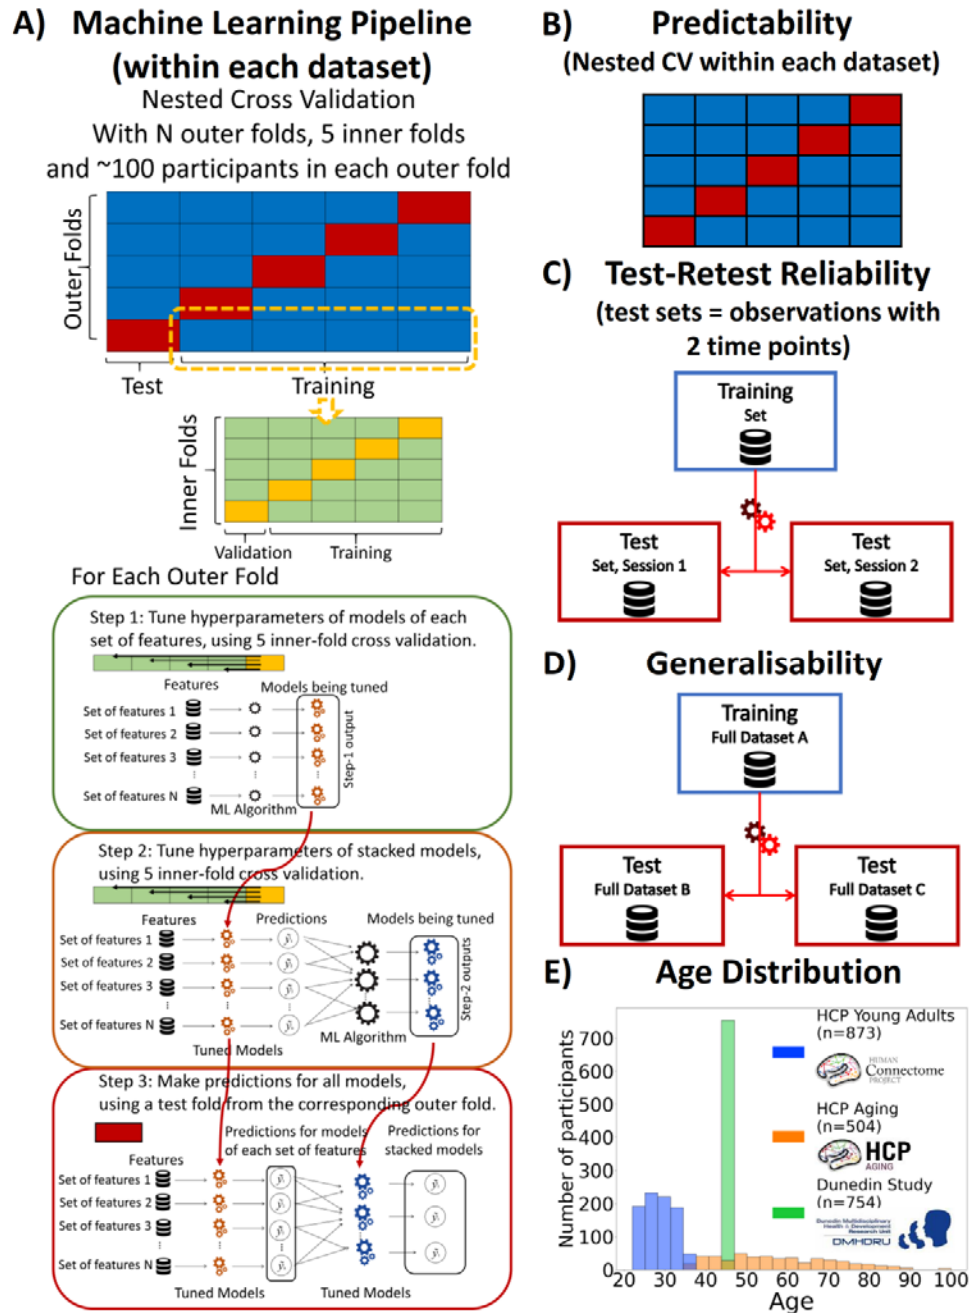 A) Machine Learning Pipeline
(within each dataset)
Nested Cross Validation
With N outer folds, 5 inner folds
and ~100 participants in each outer fold
Outer Folds
Test
Training
Inner Folds
Validation
Training
For Each Outer Fold
Step 1: Tune hyperparameters of models of each
set of features, using 5 inner-fold cross validation.
Features
Models being tuned
Set of features 1
Set of features 2
Set of features 3
Set of features N
ML Algorithm
Step-1 output
Step 2: Tune hyperparameters of stacked models,
using 5 inner-fold cross validation.
Features
Predictions
Models being tuned
Set of features 1
Set of features 2
Set of features 3
Set of features N
Tuned Models
ML Algorithm
Step-2 outputs
Step 3: Make predictions for all models,
using a test fold from the corresponding outer fold.
Features
Predictions for models
of each set of features
Predictions for
stacked models
Set of features 1
Set of features 2
Set of features 3
Set of features N
Tuned Models
Tuned Models
B) Predictability
(Nested CV within each dataset)
C) Test-Retest Reliability
(test sets = observations with
2 time points)
Training
Set
Test
Set, Session 1
Test
Set, Session 2
D) Generalisability
Training
Full Dataset A
Test
Full Dataset B
Test
Full Dataset C
E) Age Distribution
Number of participants
700
600
500
400
300
200
100
0
20 30 40 50 60 70 80 90 100
Age
HCP Young Adults
(n=873)
HUMAN
Connectome
PROJECT
HCP Aging
(n=504)
HCP
AGING
Dunedin Study
(n=754)
Dunedin Multidisciplinary
Health & Development
Research Unit
DMHDRU